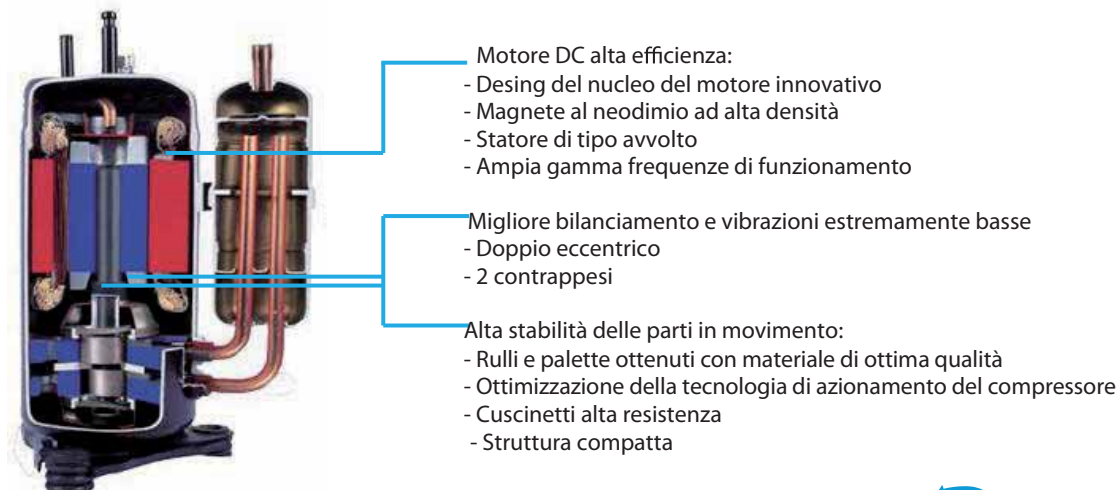 Motore DC alta efficienza:
- Desing del nucleo del motore innovativo
- Magnete al neodimio ad alta densità
- Statore di tipo avvolto
- Ampia gamma frequenze di funzionamento
Migliore bilanciamento e vibrazioni estremamente basse
- Doppio eccentrico
- 2 contrappesi
Alta stabilità delle parti in movimento:
- Rulli e palette ottenuti con materiale di ottima qualità
- Ottimizzazione della tecnologia di azionamento del compressore
- Cuscinetti alta resistenza
- Struttura compatta